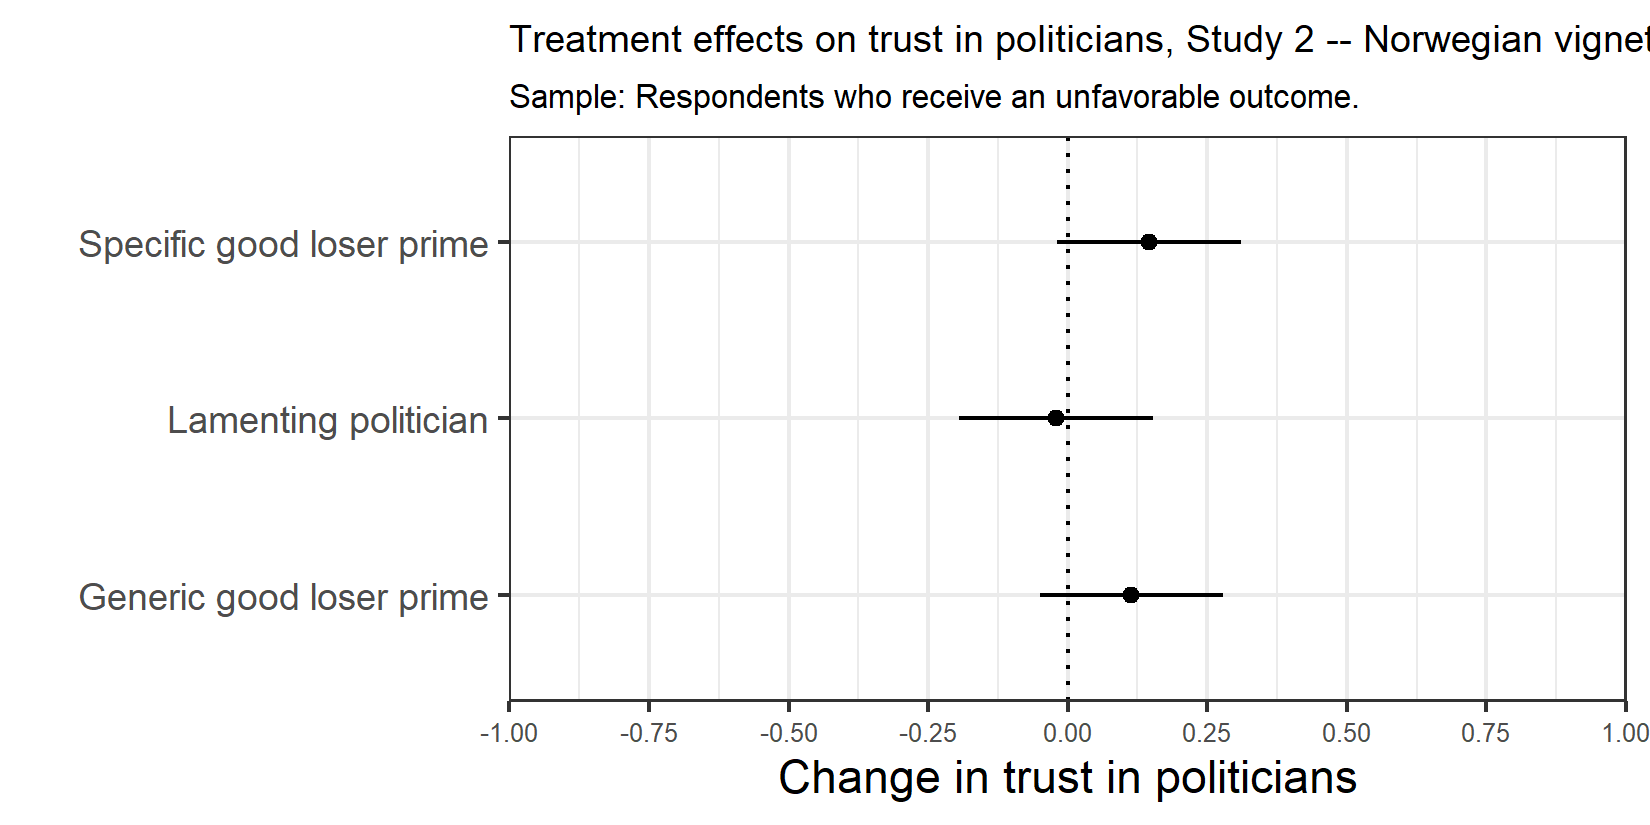 Treatment effects on trust in politicians, Study 2 -- Norwegian vignet
Sample: Respondents who receive an unfavorable outcome.
Specific good loser prime
Lamenting politician
Generic good loser prime
-1.00 -0.75 -0.50 -0.25 0.00 0.25 0.50 0.75 1.00
Change in trust in politicians